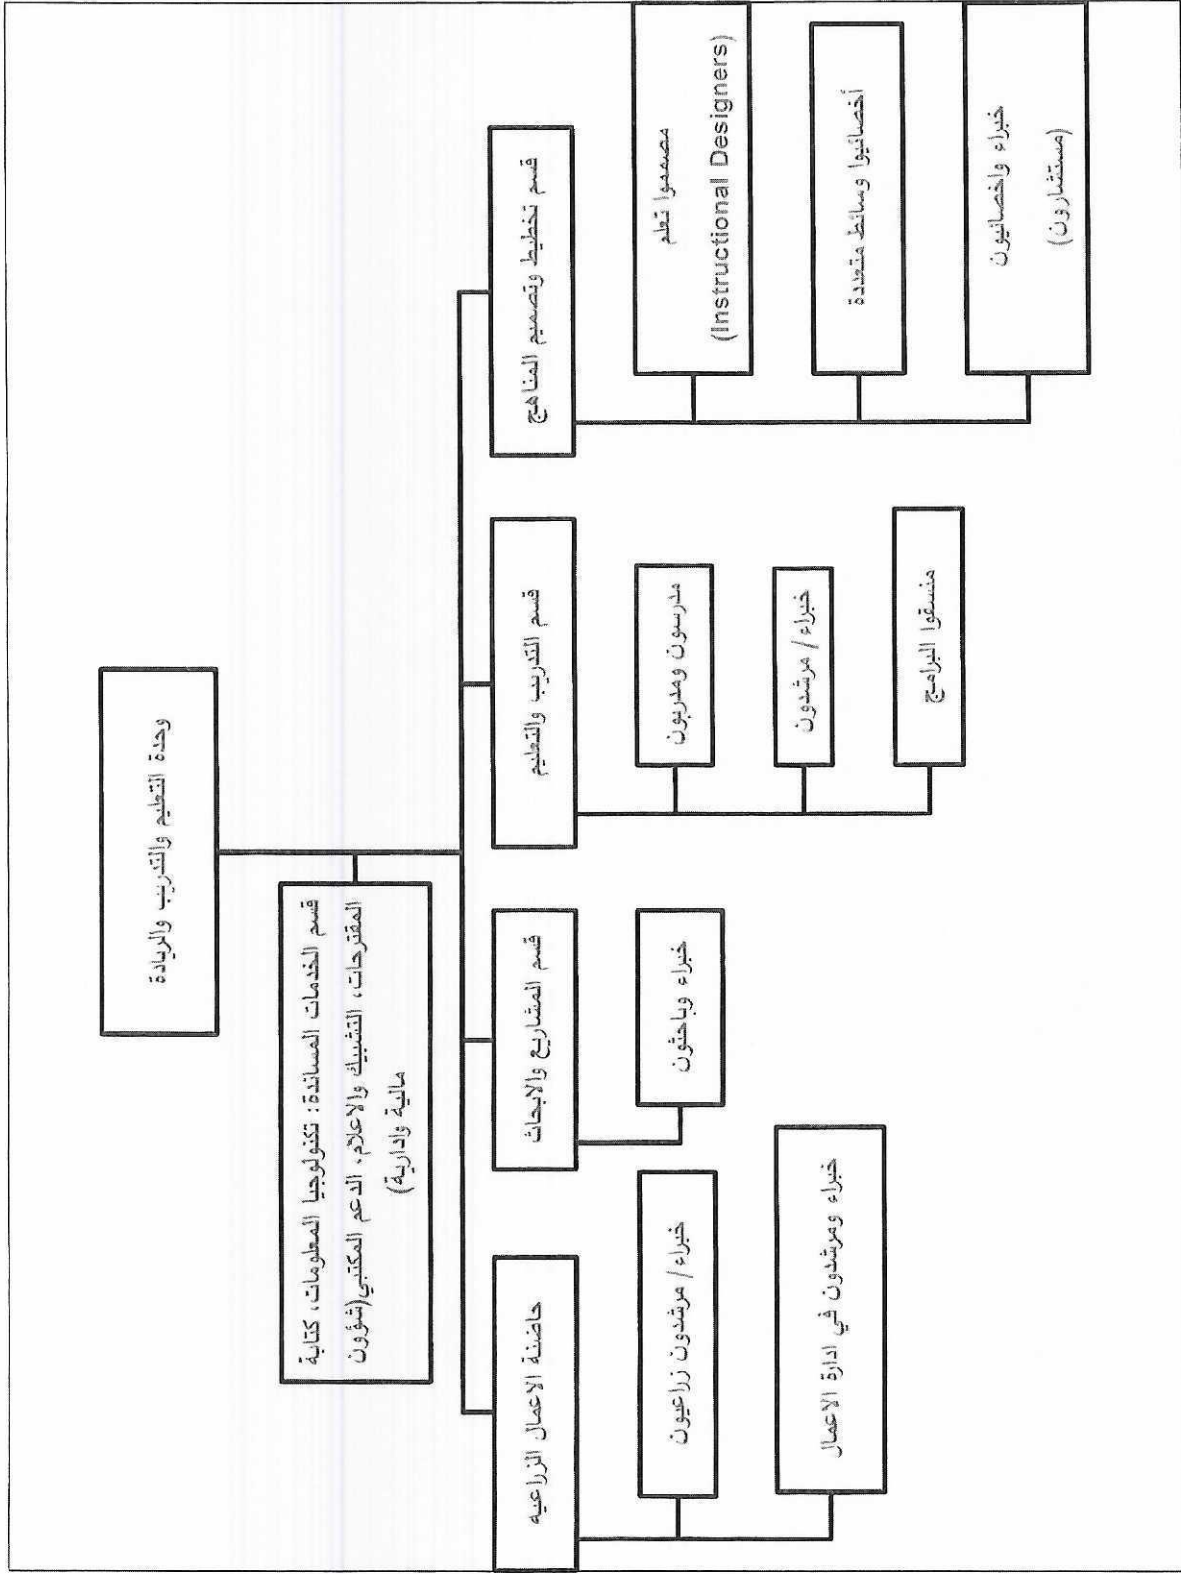 وحدة التعليم والتدريب والريادة
قسم الخدمات المساندة: تكنولوجيا المعلومات، كتابة
المقترحات، التشبيك والاعلام، الدعم المكتبي(شؤون
مالية وادارية)
قسم تخطيط وتصميم المناهج
مصمموا تعلم
(Instructional Designers)
أخصائيوا وسائط متعددة
خبراء واخصائيون
(مستشارون)
قسم التدريب والتعليم
مدرسون ومدربون
خبراء/ مرشدون
منسقوا البرامج
قسم المشاريع والابحاث
خبراء وباحثون
حاضنة الاعمال الزراعيه
خبراء/ مرشدون زراعيون
خبراء ومرشدون في ادارة الاعمال